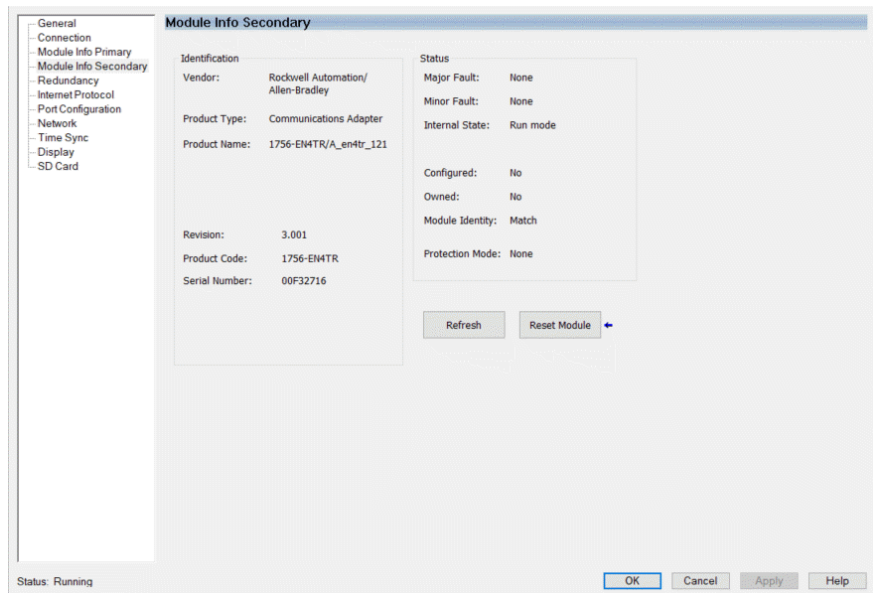 General
Connection
Module Info Primary
Module Info Secondary
Redundancy
Internet Protocol
Port Configuration
Network
Time Sync
Display
SD Card
Module Info Secondary
Identification
Vendor: Rockwell Automation/
Allen-Bradley
Product Type: Communications Adapter
Product Name: 1756-EN4TR/A_en4tr_121
Revision: 3.001
Product Code: 1756-EN4TR
Serial Number: 00F32716
Status
Major Fault: None
Minor Fault: None
Internal State: Run mode
Configured: No
Owned: No
Module Identity: Match
Protection Mode: None
Refresh Reset Module
Status: Running
OK Cancel Apply Help